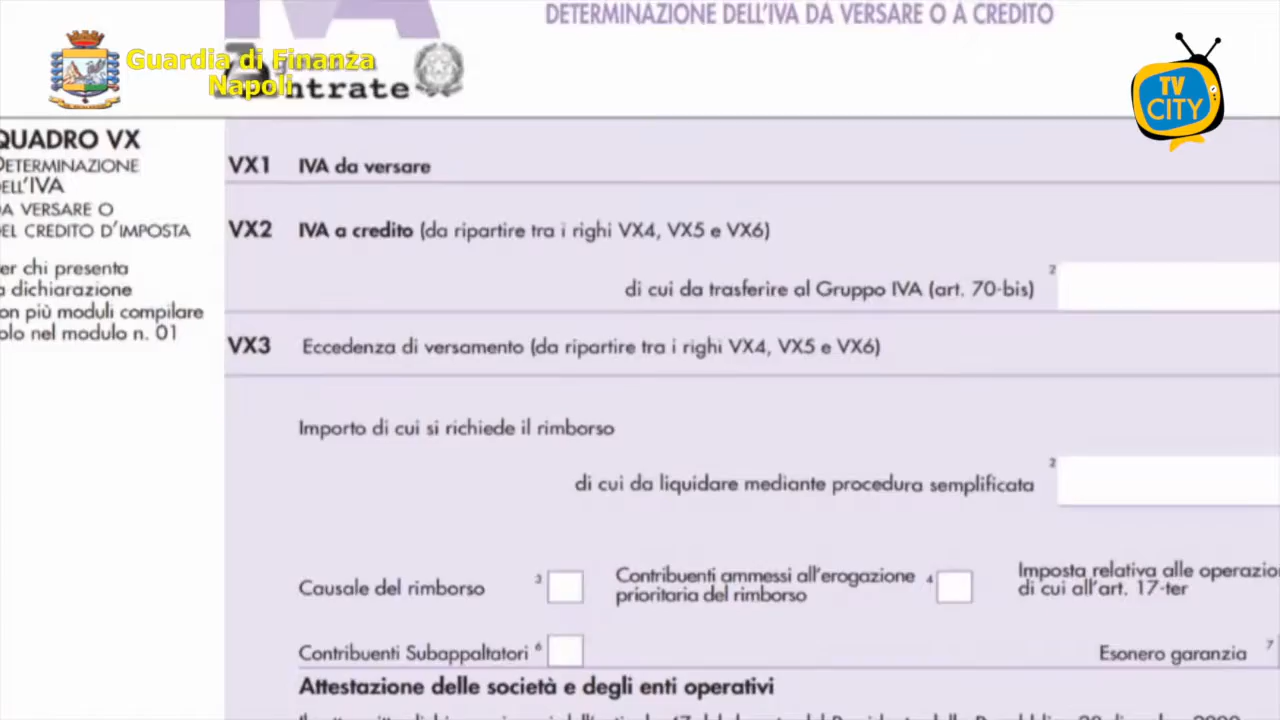 DETERMINAZIONE DELL'IVA DA VERSARE O A CREDITO
Guardia di Finanza
Napoli
ntrate
TV
CITY
QUADRO VX
DETERMINAZIONE
DELL'IVA
DA VERSARE O
DEL CREDITO D'IMPOSTA
er chi presenta
a dichiarazione
on più moduli compilare
olo nel modulo n. 01
VX1 IVA da versare
VX2 IVA a credito (da ripartire tra i righi VX4, VX5 e VX6)
di cui da trasferire al Gruppo IVA (art. 70-bis) 2
VX3 Eccedenza di versamento (da ripartire tra i righi VX4, VX5 e VX6)
Importo di cui si richiede il rimborso
di cui da liquidare mediante procedura semplificata 2
Causale del rimborso 3
Contribuenti ammessi all'erogazione
prioritaria del rimborso 4
Imposta relativa alle operazio
di cui all'art. 17-ter
Contribuenti Subappaltatori 6
Esonero garanzia 7
Attestazione delle società e degli enti operativi